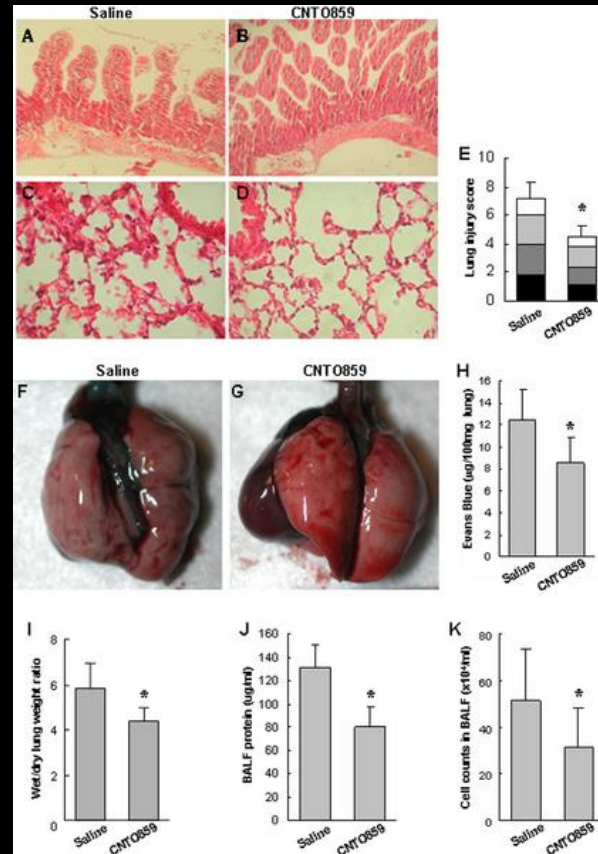 Saline CNTO859
A B
C D
E
Lung injury score
10
8
6
4
2
0
Saline CNTO859
*
Saline CNTO859
F G
H
Evans Blue (µg/100mg lung)
16
14
12
10
8
6
4
2
0
Saline CNTO859
*
I
Wet/dry lung weight ratio
8
6
4
2
0
Saline CNTO859
*
J
BALF protein (ug/ml)
160
140
120
100
80
60
40
20
0
Saline CNTO859
*
K
Cell counts in BALF (x10⁴/ml)
80
60
40
20
0
Saline CNTO859
*